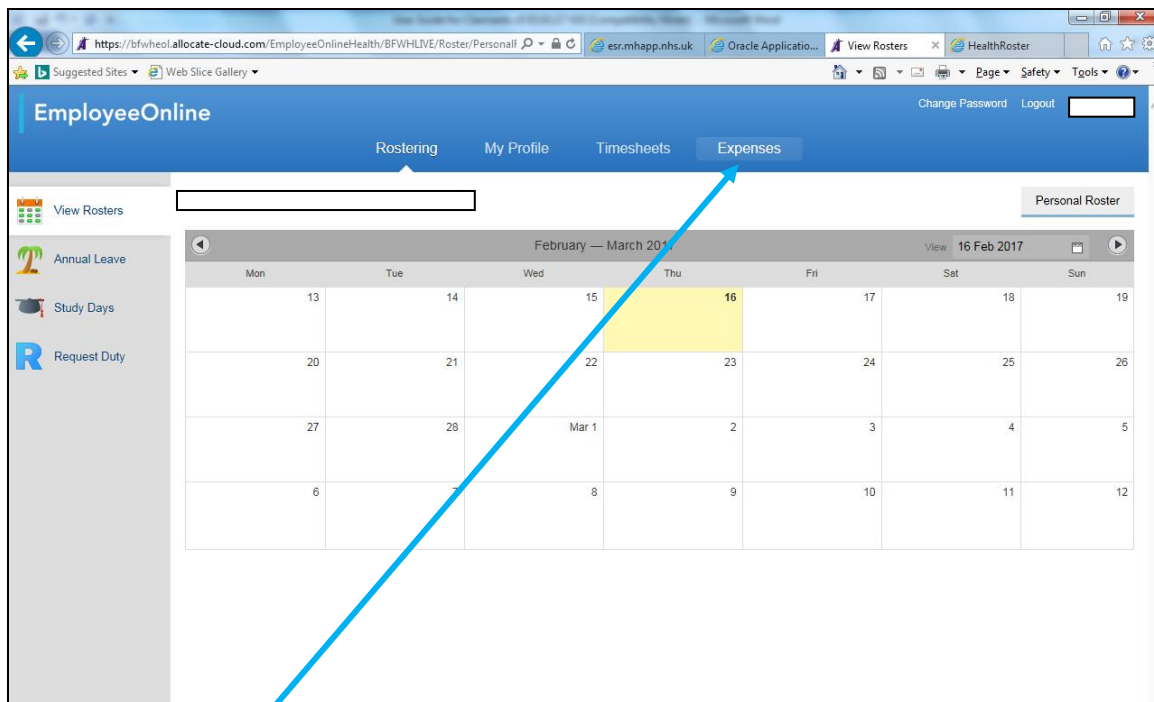 https://bfwheol.allocate-cloud.com/EmployeeOnlineHealth/BFWHLIVE/Roster/Personalf
esr.mhapp.nhs.uk
Oracle Applicatio...
View Rosters
HealthRoster
Suggested Sites
Web Slice Gallery
Page
Safety
Tools
EmployeeOnline
Change Password Logout
Rostering My Profile Timesheets Expenses
View Rosters
Annual Leave
Study Days
R Request Duty
Personal Roster
February — March 2017 View 16 Feb 2017
Mon Tue Wed Thu Fri Sat Sun
13 14 15 16 17 18 19
20 21 22 23 24 25 26
27 28 Mar 1 2 3 4 5
6 7 8 9 10 11 12